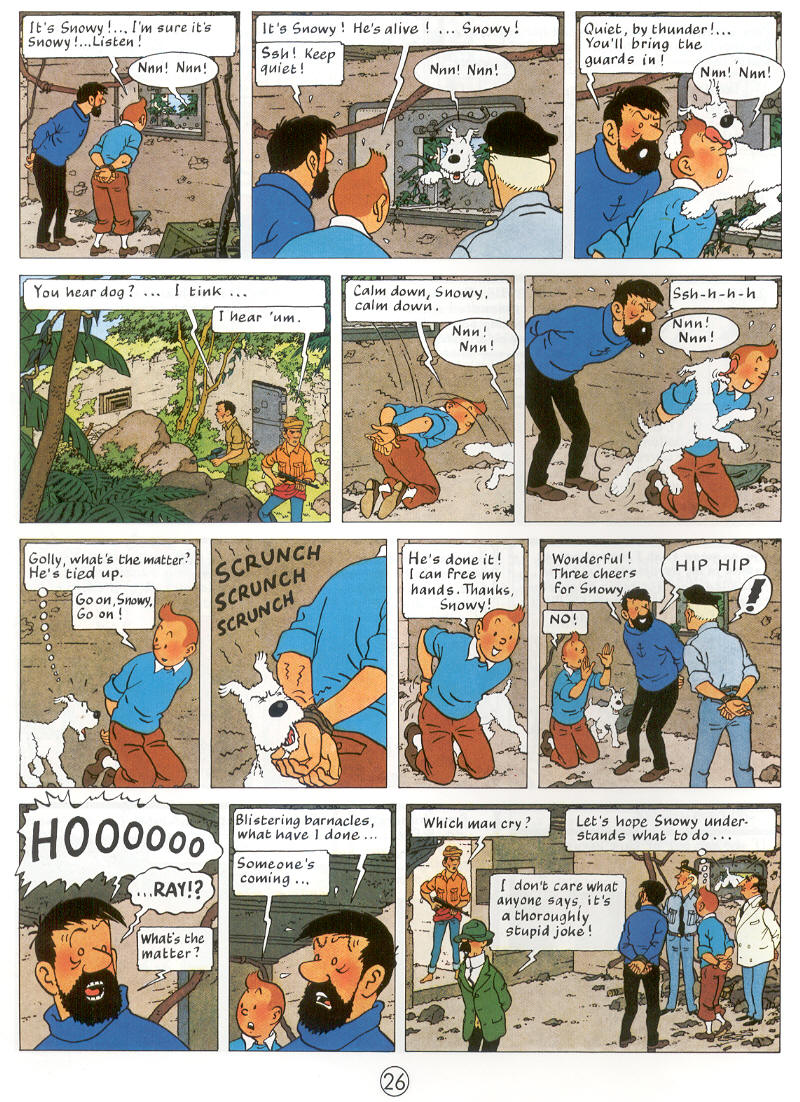 It's Snowy!... I'm sure it's
Snowy!...Listen!
Nnn! Nnn!
It's Snowy! He's alive! ... Snowy!
Ssh! Keep
quiet!
Nnn! Nnn!
Quiet, by thunder!...
You'll bring the
guards in!
Nnn! Nnn!
You hear dog? ... I tink ...
I hear 'um.
Calm down, Snowy,
calm down.
Nnn!
Nnn!
Ssh-h-h-h
Nnn!
Nnn!
Golly, what's the matter?
He's tied up.
Go on, Snowy,
Go on!
SCRUNCH
SCRUNCH
SCRUNCH
He's done it!
I can free my
hands. Thanks,
Snowy!
Wonderful!
Three cheers
for Snowy.
HIP HIP
NO!
!
HOOOOOO
...RAY!?
What's the
matter?
Blistering barnacles,
what have I done...
Someone's
coming...
Which man cry?
I don't care what
anyone says, it's
a thoroughly
stupid joke!
Let's hope Snowy under-
stands what to do...
26